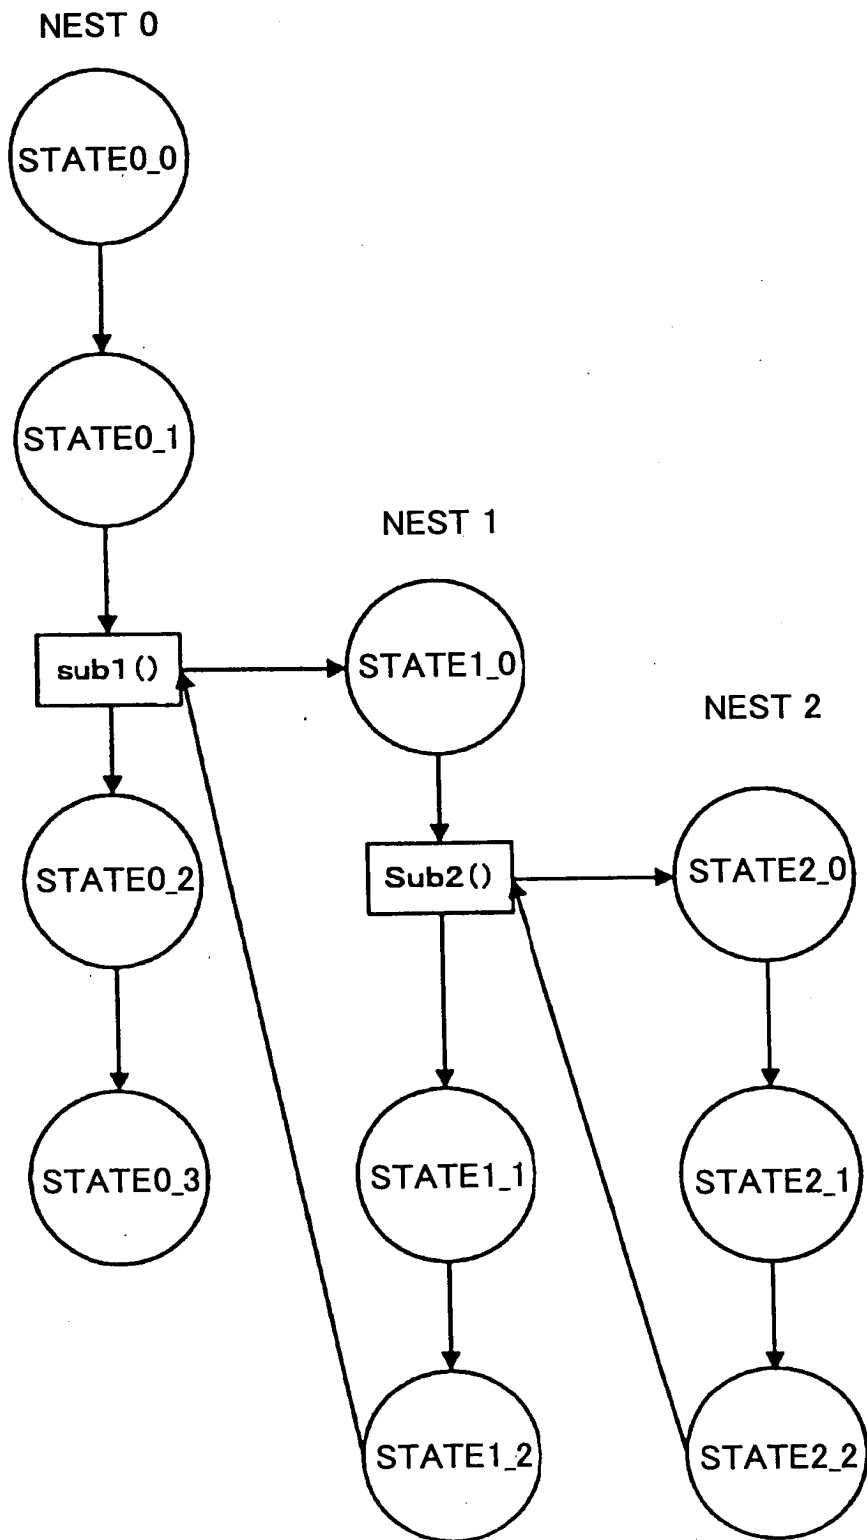 NEST 0
STATE0_0
STATE0_1
sub1()
STATE0_2
STATE0_3
NEST 1
STATE1_0
Sub2()
STATE1_1
STATE1_2
NEST 2
STATE2_0
STATE2_1
STATE2_2